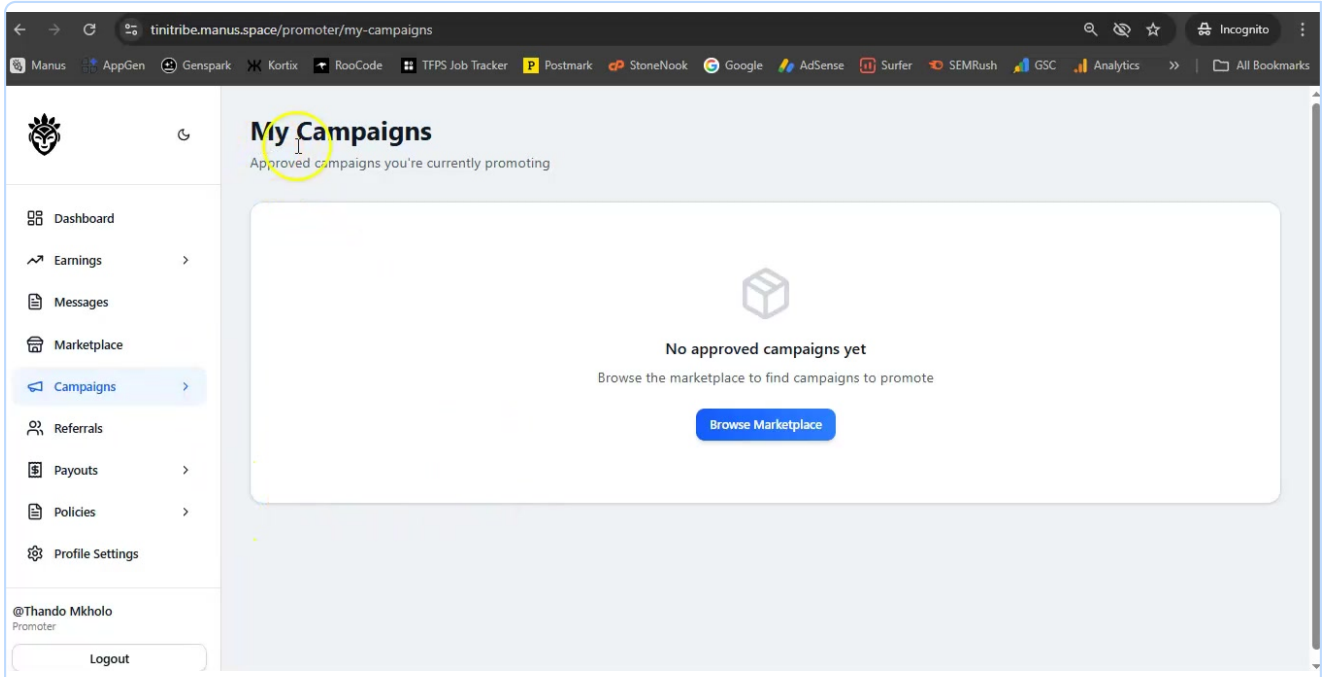 tinitribe.manus.space/promoter/my-campaigns
Incognito
Manus AppGen Genspark Kortix RooCode TFPS Job Tracker Postmark StoneNook Google AdSense Surfer SEMRush GSC Analytics » All Bookmarks
My Campaigns
Approved campaigns you're currently promoting
Dashboard
Earnings
Messages
Marketplace
Campaigns
Referrals
Payouts
Policies
Profile Settings
@Thando Mkholo
Promoter
Logout
No approved campaigns yet
Browse the marketplace to find campaigns to promote
Browse Marketplace